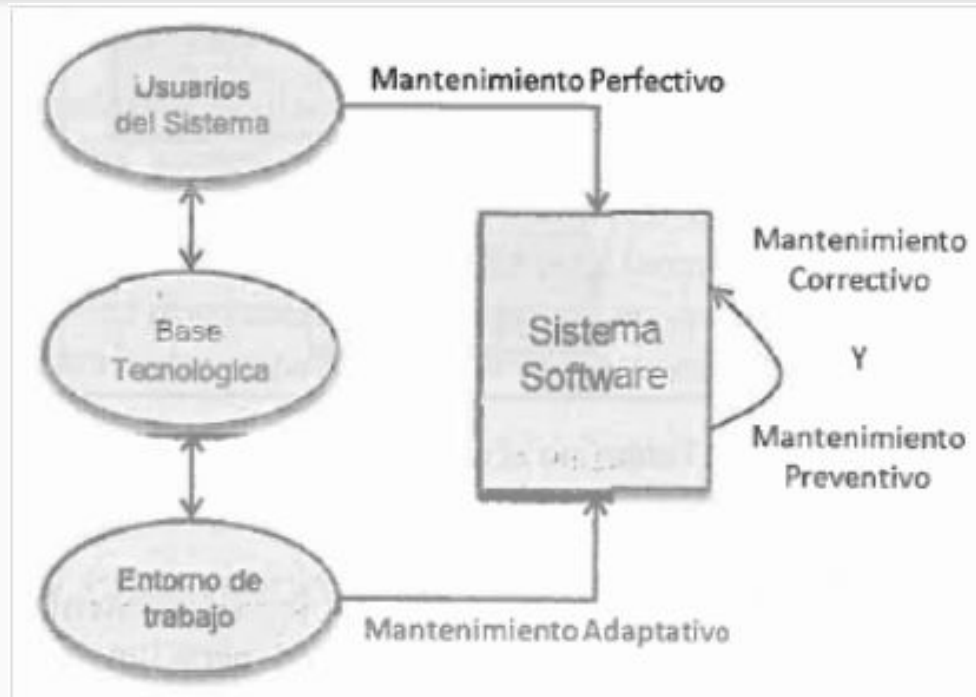 Usuarios
del Sistema
Mantenimiento Perfectivo
Base
Tecnológica
Sistema
Software
Mantenimiento
Correctivo
Y
Mantenimiento
Preventivo
Entorno de
trabajo
Mantenimiento Adaptativo